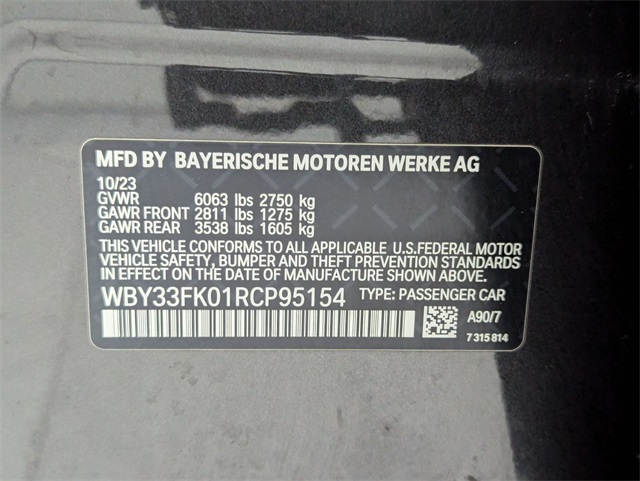 MFD BY BAYERISCHE MOTOREN WERKE AG
10/23
GVWR 6063 lbs 2750 kg
GAWR FRONT 2811 lbs 1275 kg
GAWR REAR 3538 lbs 1605 kg
THIS VEHICLE CONFORMS TO ALL APPLICABLE U.S.FEDERAL MOTOR
VEHICLE SAFETY, BUMPER AND THEFT PREVENTION STANDARDS
IN EFFECT ON THE DATE OF MANUFACTURE SHOWN ABOVE.
WBY33FK01RCP95154 TYPE: PASSENGER CAR
A90/7
7 315 814